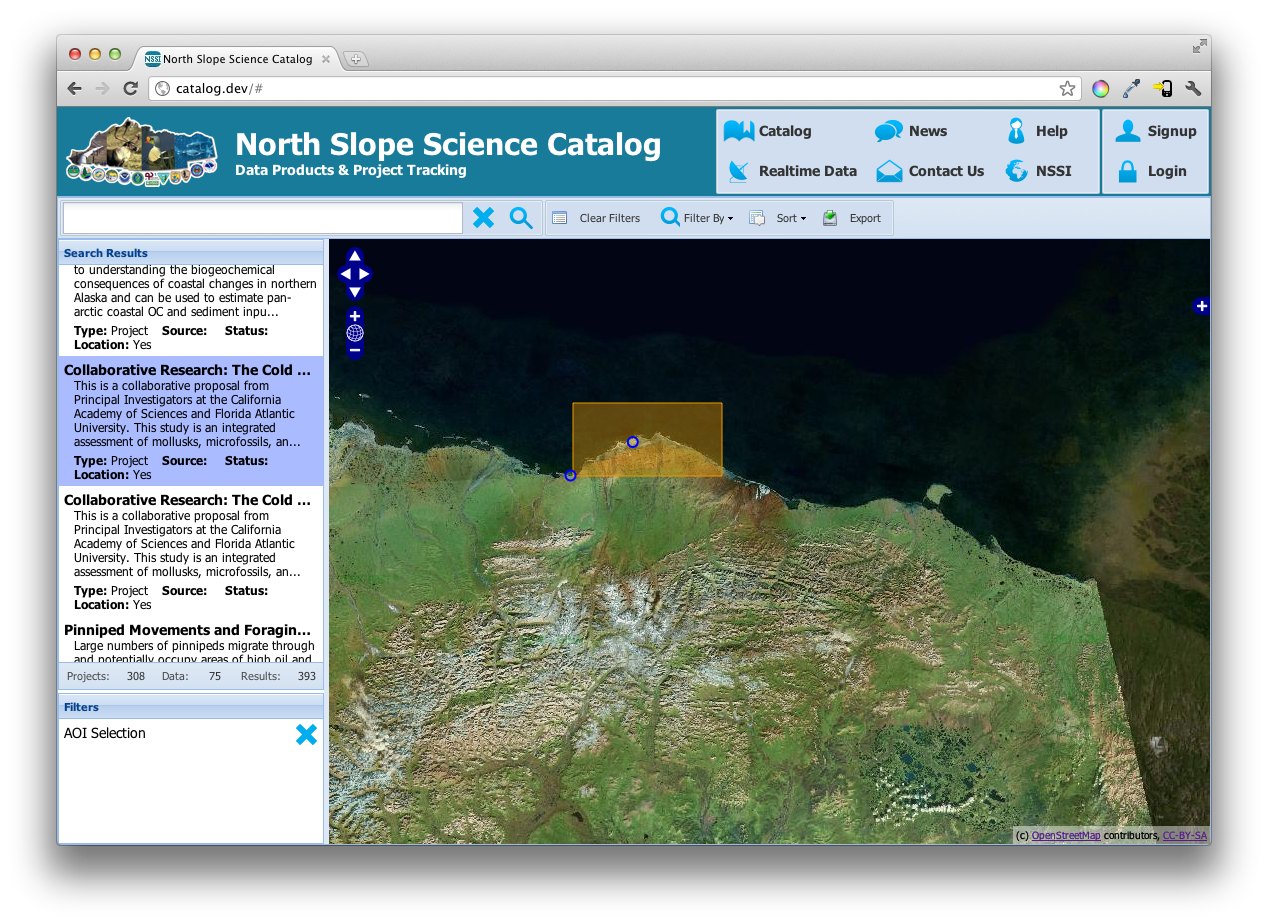 NSSI North Slope Science Catalog
catalog.dev/#
North Slope Science Catalog
Data Products & Project Tracking
Catalog
News
Help
Signup
Realtime Data
Contact Us
NSSI
Login
Clear Filters
Filter By
Sort
Export
Search Results
to understanding the biogeochemical
consequences of coastal changes in northern
Alaska and can be used to estimate pan-
arctic coastal OC and sediment inpu...
Type: Project Source: Status:
Location: Yes
Collaborative Research: The Cold ...
This is a collaborative proposal from
Principal Investigators at the California
Academy of Sciences and Florida Atlantic
University. This study is an integrated
assessment of mollusks, microfossils, an...
Type: Project Source: Status:
Location: Yes
Collaborative Research: The Cold ...
This is a collaborative proposal from
Principal Investigators at the California
Academy of Sciences and Florida Atlantic
University. This study is an integrated
assessment of mollusks, microfossils, an...
Type: Project Source: Status:
Location: Yes
Pinniped Movements and Foragin...
Large numbers of pinnipeds migrate through
and potentially occupy areas of high oil and
Projects: 308 Data: 75 Results: 393
Filters
AOI Selection
(c) OpenStreetMap contributors, CC-BY-SA